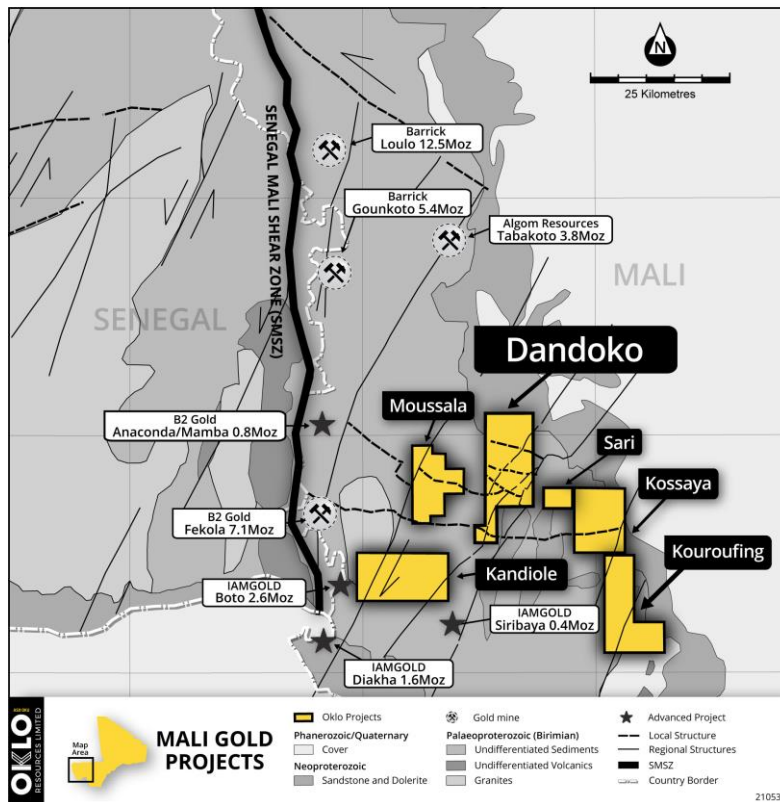 N
25 Kilometres
SENEGAL MALI SHEAR ZONE (SMSZ)
Barrick
Loulo 12.5Moz
Barrick
Gounkoto 5.4Moz
Algom Resources
Tabakoto 3.8Moz
MALI
SENEGAL
Dandoko
Moussala
B2 Gold
Anaconda/Mamba 0.8Moz
Sari
Kossaya
B2 Gold
Fekola 7.1Moz
Kouroufing
Kandiole
IAMGOLD
Boto 2.6Moz
IAMGOLD
Siribaya 0.4Moz
IAMGOLD
Diakha 1.6Moz
OKLO
RESOURCES LIMITED
Map
Area
MALI GOLD
PROJECTS
Oklo Projects
Phanerozoic/Quaternary
Cover
Neoproterozoic
Sandstone and Dolerite
Gold mine
Palaeoproterozoic (Birimian)
Undifferentiated Sediments
Undifferentiated Volcanics
Granites
Advanced Project
Local Structure
Regional Structures
SMSZ
Country Border
21053